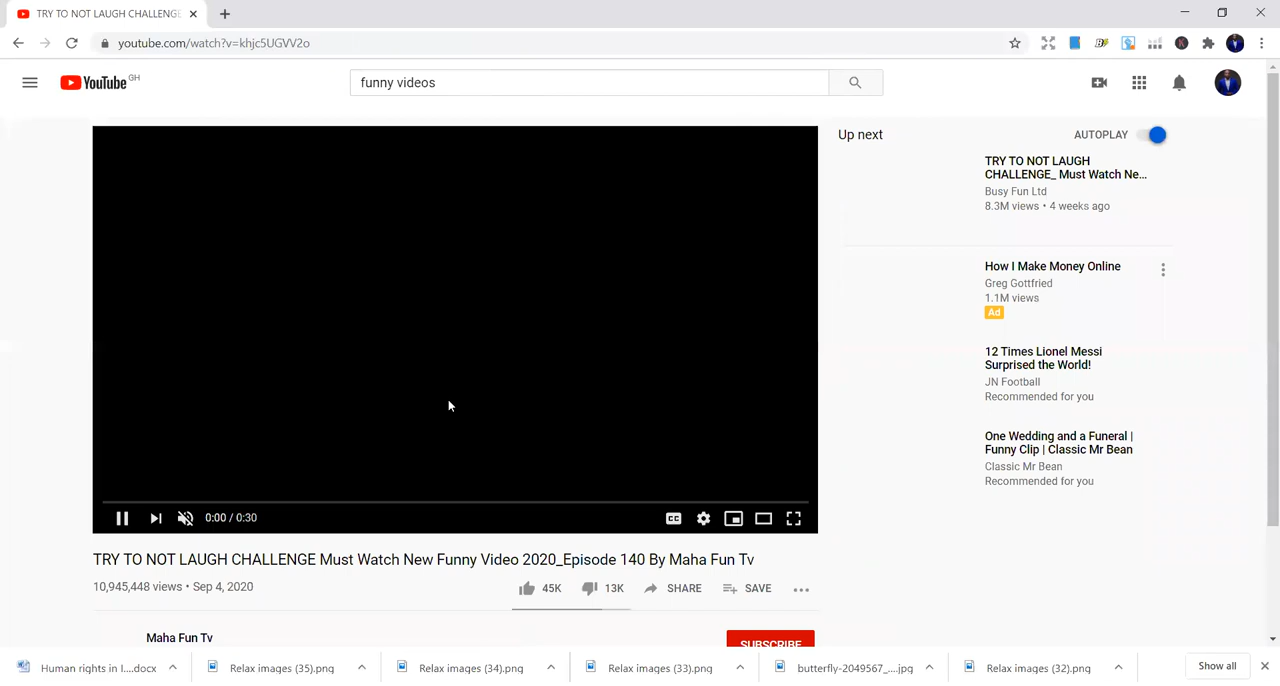 TRY TO NOT LAUGH CHALLENGE
youtube.com/watch?v=khjc5UGVV2o
YouTube GH
funny videos
Up next
AUTOPLAY
TRY TO NOT LAUGH
CHALLENGE_ Must Watch Ne...
Busy Fun Ltd
8.3M views • 4 weeks ago
How I Make Money Online
Greg Gottfried
1.1M views
Ad
12 Times Lionel Messi
Surprised the World!
JN Football
Recommended for you
One Wedding and a Funeral |
Funny Clip | Classic Mr Bean
Classic Mr Bean
Recommended for you
CC
0:00 / 0:30
TRY TO NOT LAUGH CHALLENGE Must Watch New Funny Video 2020_Episode 140 By Maha Fun Tv
10,945,448 views • Sep 4, 2020
45K
13K
SHARE
SAVE
Maha Fun Tv
SUBSCRIBE
Human rights in I....docx
Relax images (35).png
Relax images (34).png
Relax images (33).png
butterfly-2049567_....jpg
Relax images (32).png
Show all